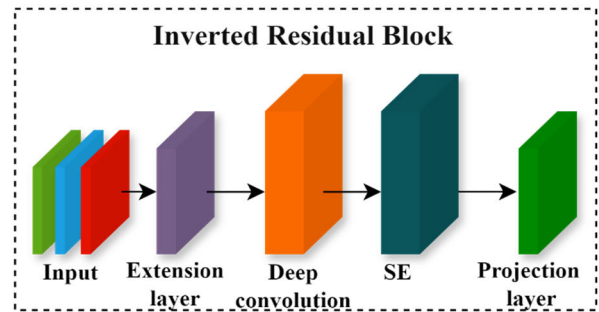 Inverted Residual Block
Input
Extension
layer
Deep
convolution
SE
Projection
layer